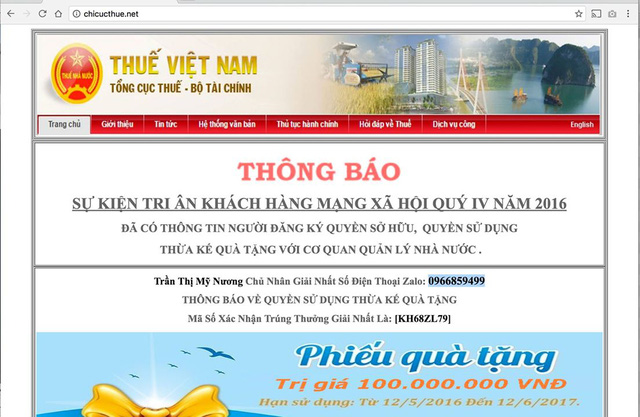 chicucthue.net
THUẾ NHÀ NƯỚC
THUẾ VIỆT NAM
TỔNG CỤC THUẾ - BỘ TÀI CHÍNH
Trang chủ Giới thiệu Tin tức Hệ thống văn bản Thủ tục hành chính Hỏi đáp về Thuế Dịch vụ công English
THÔNG BÁO
SỰ KIỆN TRI ÂN KHÁCH HÀNG MẠNG XÃ HỘI QUÝ IV NĂM 2016
ĐÃ CÓ THÔNG TIN NGƯỜI ĐĂNG KÝ QUYỀN SỞ HỮU, QUYỀN SỬ DỤNG
THỪA KẾ QUÀ TẶNG VỚI CƠ QUAN QUẢN LÝ NHÀ NƯỚC .
Trần Thị Mỹ Nương Chủ Nhân Giải Nhất Số Điện Thoại Zalo: 0966859499
THÔNG BÁO VỀ QUYỀN SỬ DỤNG THỪA KẾ QUÀ TẶNG
Mã Số Xác Nhận Trúng Thưởng Giải Nhất Là: [KH68ZL79]
Phiếu quà tặng
Trị giá 100.000.000 VNĐ
Hạn sử dụng: Từ 12/5/2016 Đến 12/6/2017.